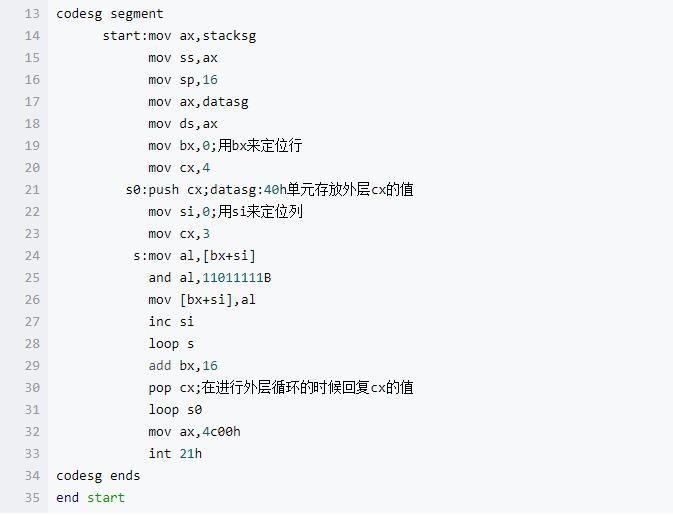 13 codesg segment
14 start:mov ax,stacksg
15 mov ss,ax
16 mov sp,16
17 mov ax,datasg
18 mov ds,ax
19 mov bx,0;用bx来定位行
20 mov cx,4
21 s0:push cx;datasg:40h单元存放外层cx的值
22 mov si,0;用si来定位列
23 mov cx,3
24 s:mov al,[bx+si]
25 and al,11011111B
26 mov [bx+si],al
27 inc si
28 loop s
29 add bx,16
30 pop cx;在进行外层循环的时候回复cx的值
31 loop s0
32 mov ax,4c00h
33 int 21h
34 codesg ends
35 end start